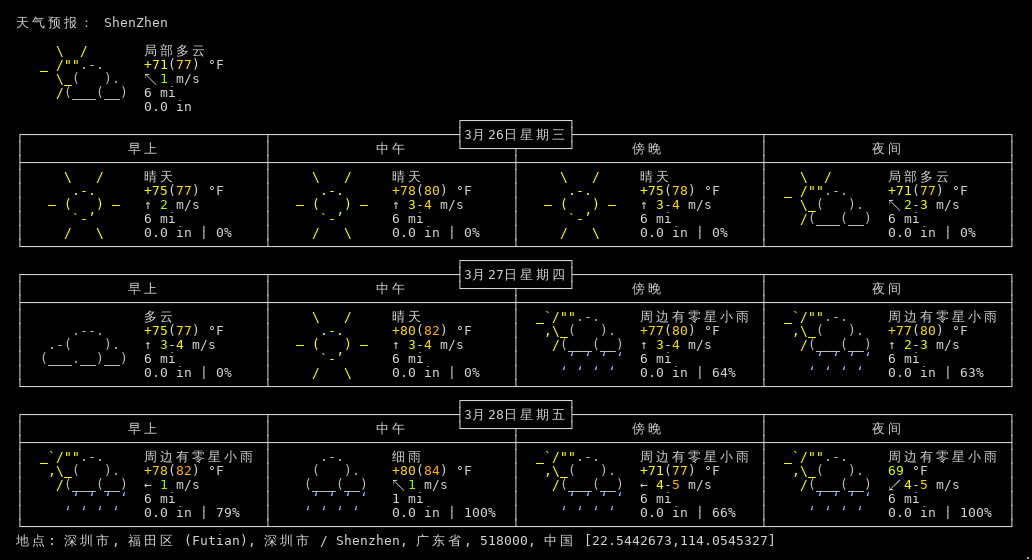 天气预报： ShenZhen
局部多云
+71(77) °F
↖ 1 m/s
6 mi
0.0 in
3月26日星期三
早上 中午 傍晚 夜间
晴天 晴天 晴天 局部多云
+75(77) °F +78(80) °F +75(78) °F +71(77) °F
↑ 2 m/s ↑ 3-4 m/s ↑ 3-4 m/s ↖ 2-3 m/s
6 mi 6 mi 6 mi 6 mi
0.0 in | 0% 0.0 in | 0% 0.0 in | 0% 0.0 in | 0%
3月27日星期四
早上 中午 傍晚 夜间
多云 晴天 周边有零星小雨 周边有零星小雨
+75(77) °F +80(82) °F +77(80) °F +77(80) °F
↑ 3-4 m/s ↑ 3-4 m/s ↑ 3-4 m/s ↑ 2-3 m/s
6 mi 6 mi 6 mi 6 mi
0.0 in | 0% 0.0 in | 0% 0.0 in | 64% 0.0 in | 63%
3月28日星期五
早上 中午 傍晚 夜间
周边有零星小雨 细雨 周边有零星小雨 周边有零星小雨
+78(82) °F +80(84) °F +71(77) °F 69 °F
← 1 m/s ↖ 1 m/s ← 4-5 m/s ↙ 4-5 m/s
6 mi 1 mi 6 mi 6 mi
0.0 in | 79% 0.0 in | 100% 0.0 in | 66% 0.0 in | 100%
地点: 深圳市, 福田区 (Futian), 深圳市 / Shenzhen, 广东省, 518000, 中国 [22.5442673,114.0545327]